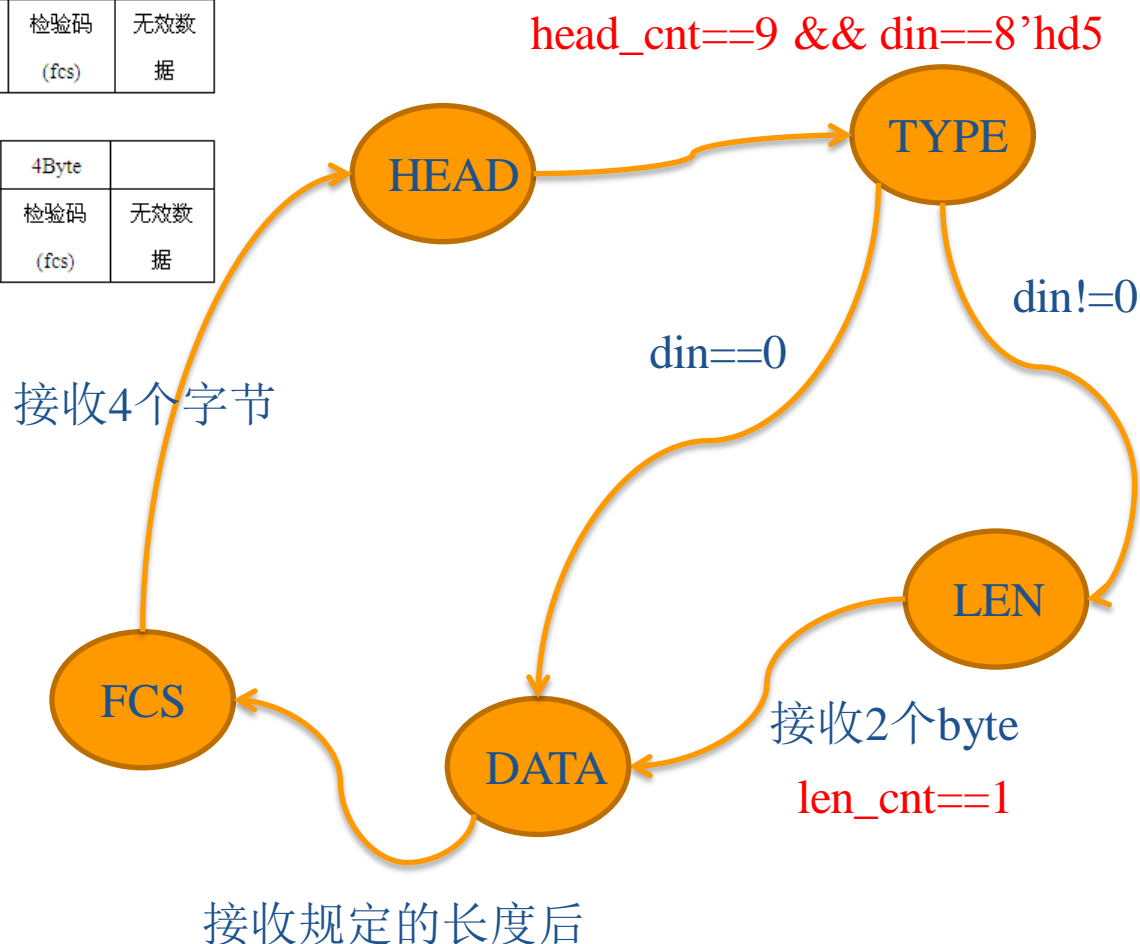 检验码 无效数
(fcs) 据
head_cnt==9 && din==8’hd5
4Byte
检验码 无效数
(fcs) 据
HEAD
TYPE
din!=0
din==0
接收4个字节
LEN
FCS
接收2个byte
DATA
len_cnt==1
接收规定的长度后